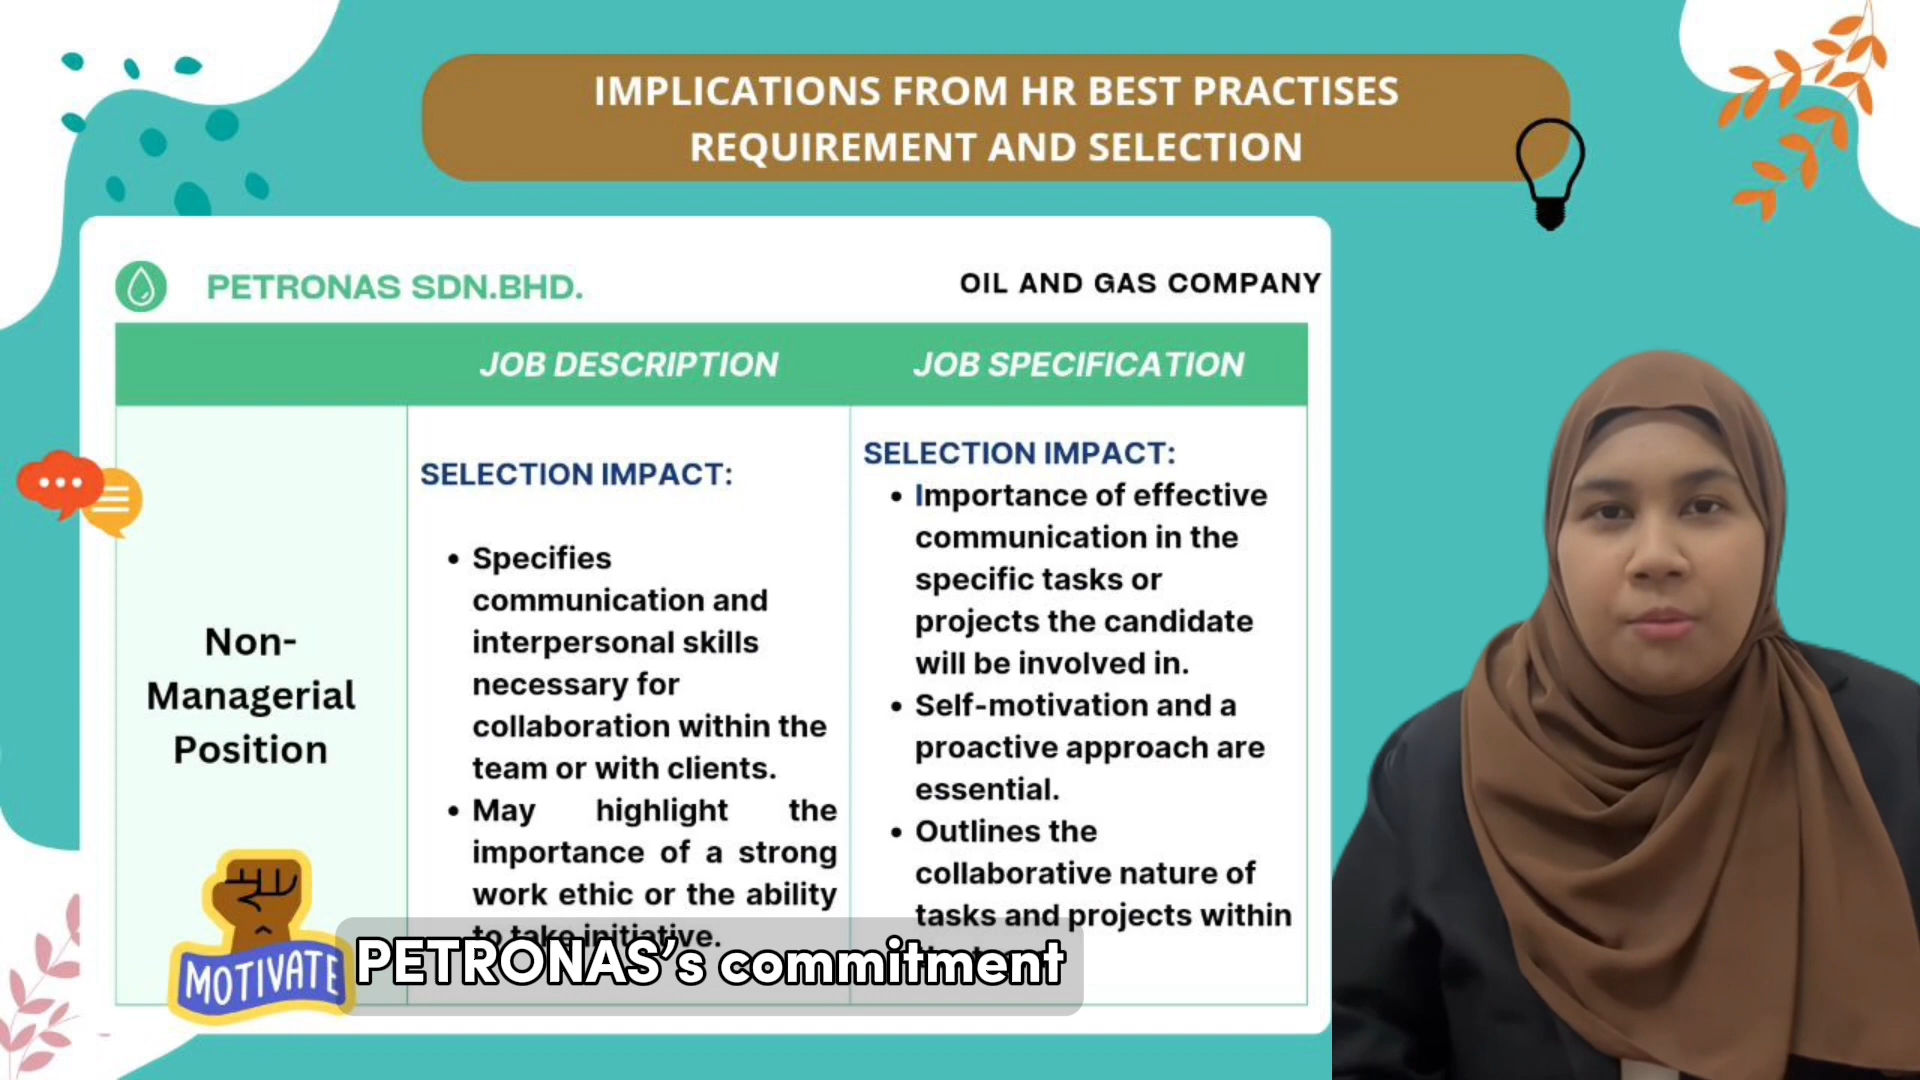 IMPLICATIONS FROM HR BEST PRACTISES
REQUIREMENT AND SELECTION
PETRONAS SDN.BHD.
OIL AND GAS COMPANY
JOB DESCRIPTION
JOB SPECIFICATION
Non-
Managerial
Position
SELECTION IMPACT:
• Specifies
communication and
interpersonal skills
necessary for
collaboration within the
team or with clients.
• May highlight the
importance of a strong
work ethic or the ability
to take initiative.
SELECTION IMPACT:
• Importance of effective
communication in the
specific tasks or
projects the candidate
will be involved in.
• Self-motivation and a
proactive approach are
essential.
• Outlines the
collaborative nature of
tasks and projects within
MOTIVATE
PETRONAS's commitment